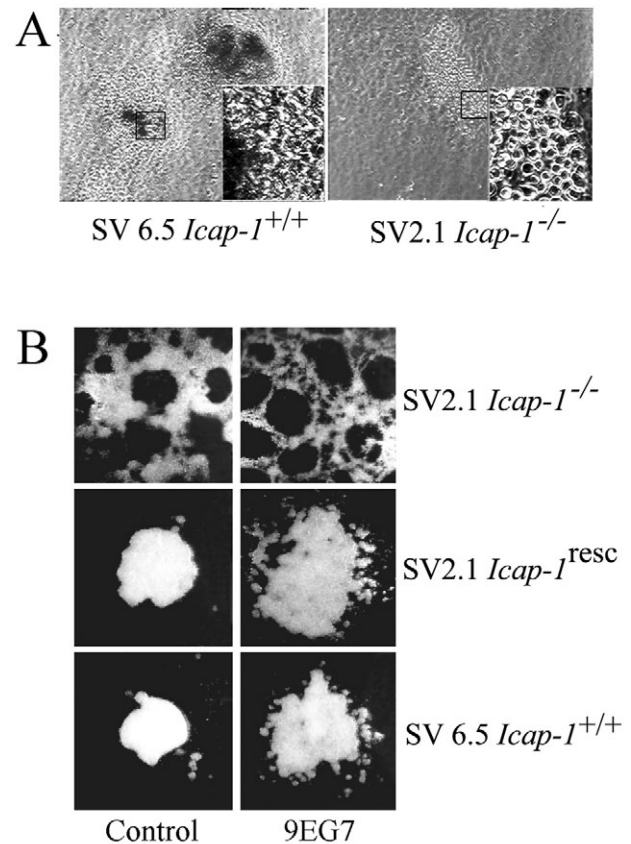 A
SV 6.5 Icap-1+/+ SV2.1 Icap-1-/-
B
SV2.1 Icap-1-/-
SV2.1 Icap-1resc
SV 6.5 Icap-1+/+
Control 9EG7